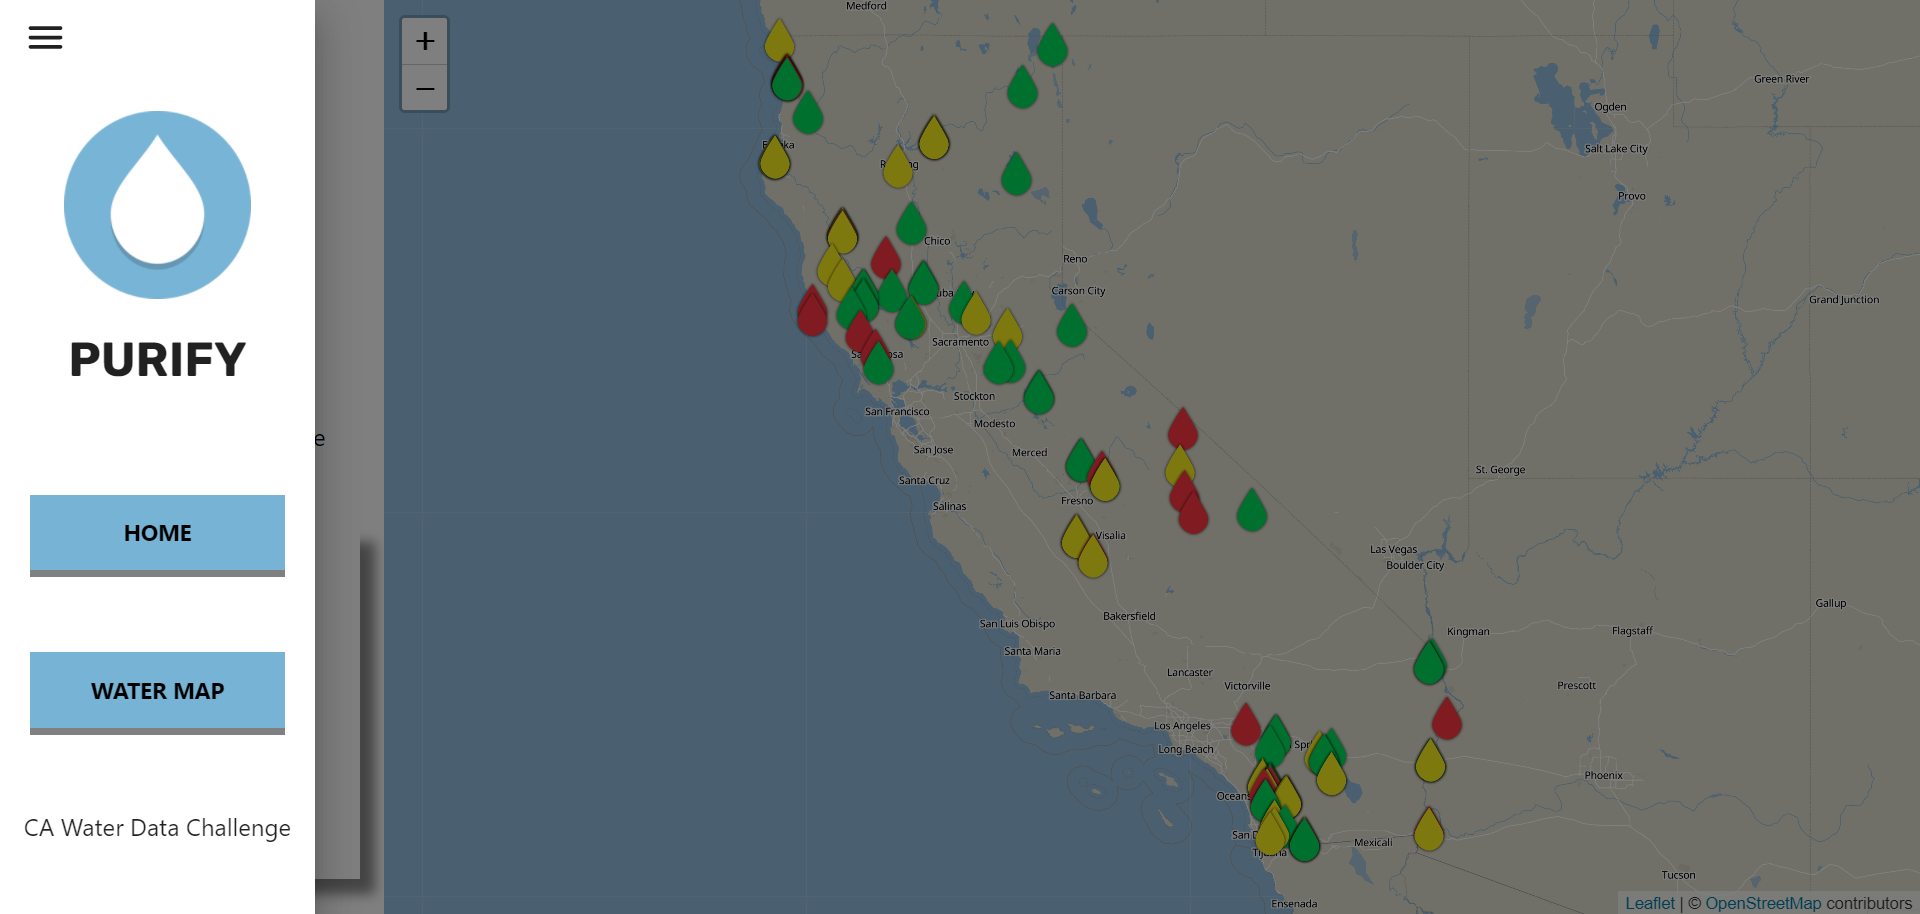 PURIFY
HOME
WATER MAP
CA Water Data Challenge
e
+
−
Medford
Green River
Ogden
Salt Lake City
Provo
Chico
Reno
Carson City
Grand Junction
Sacramento
Stockton
San Francisco
Modesto
San Jose
Merced
St. George
Santa Cruz
Fresno
Salinas
Visalia
Las Vegas
Boulder City
Gallup
Bakersfield
San Luis Obispo
Kingman
Flagstaff
Santa Maria
Lancaster
Victorville
Prescott
Santa Barbara
Los Angeles
Long Beach
Phoenix
Mexicali
Tucson
Ensenada
Leaflet | © OpenStreetMap contributors